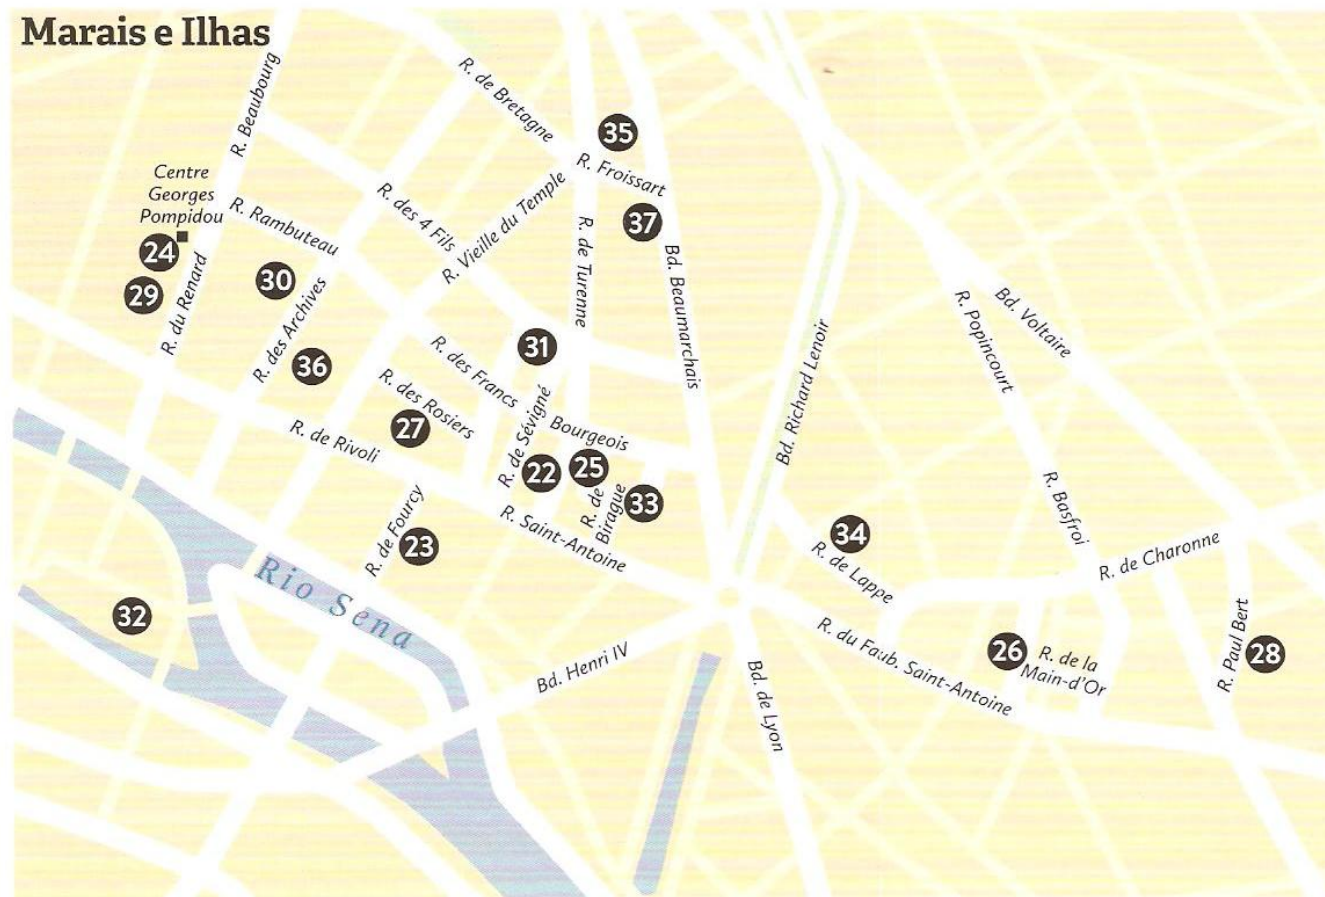 Marais e Ilhas
R. Beaubourg
R. de Bretagne
35
R. Froissart
Centre
Georges
Pompidou
R. Rambuteau
R. des 4 Fils
R. Vieille du Temple
R. de Turenne
37
24
29
30
R. du Renard
R. des Archives
Bd. Beaumarchais
Bd. Richard Lenoir
R. Popincourt
Bd. Voltaire
31
36
R. des Francs
Bourgeois
R. des Rosiers
27
R. de Rivoli
R. de Sévigné
22
25
R. de
Birague
33
R. Basfroi
R. de Fourcy
23
R. Saint-Antoine
34
R. de Lappe
R. de Charonne
Rio Sena
32
Bd. Henri IV
R. du Faub. Saint-Antoine
26
R. de la
Main-d'Or
R. Paul Bert
28
Bd. de Lyon